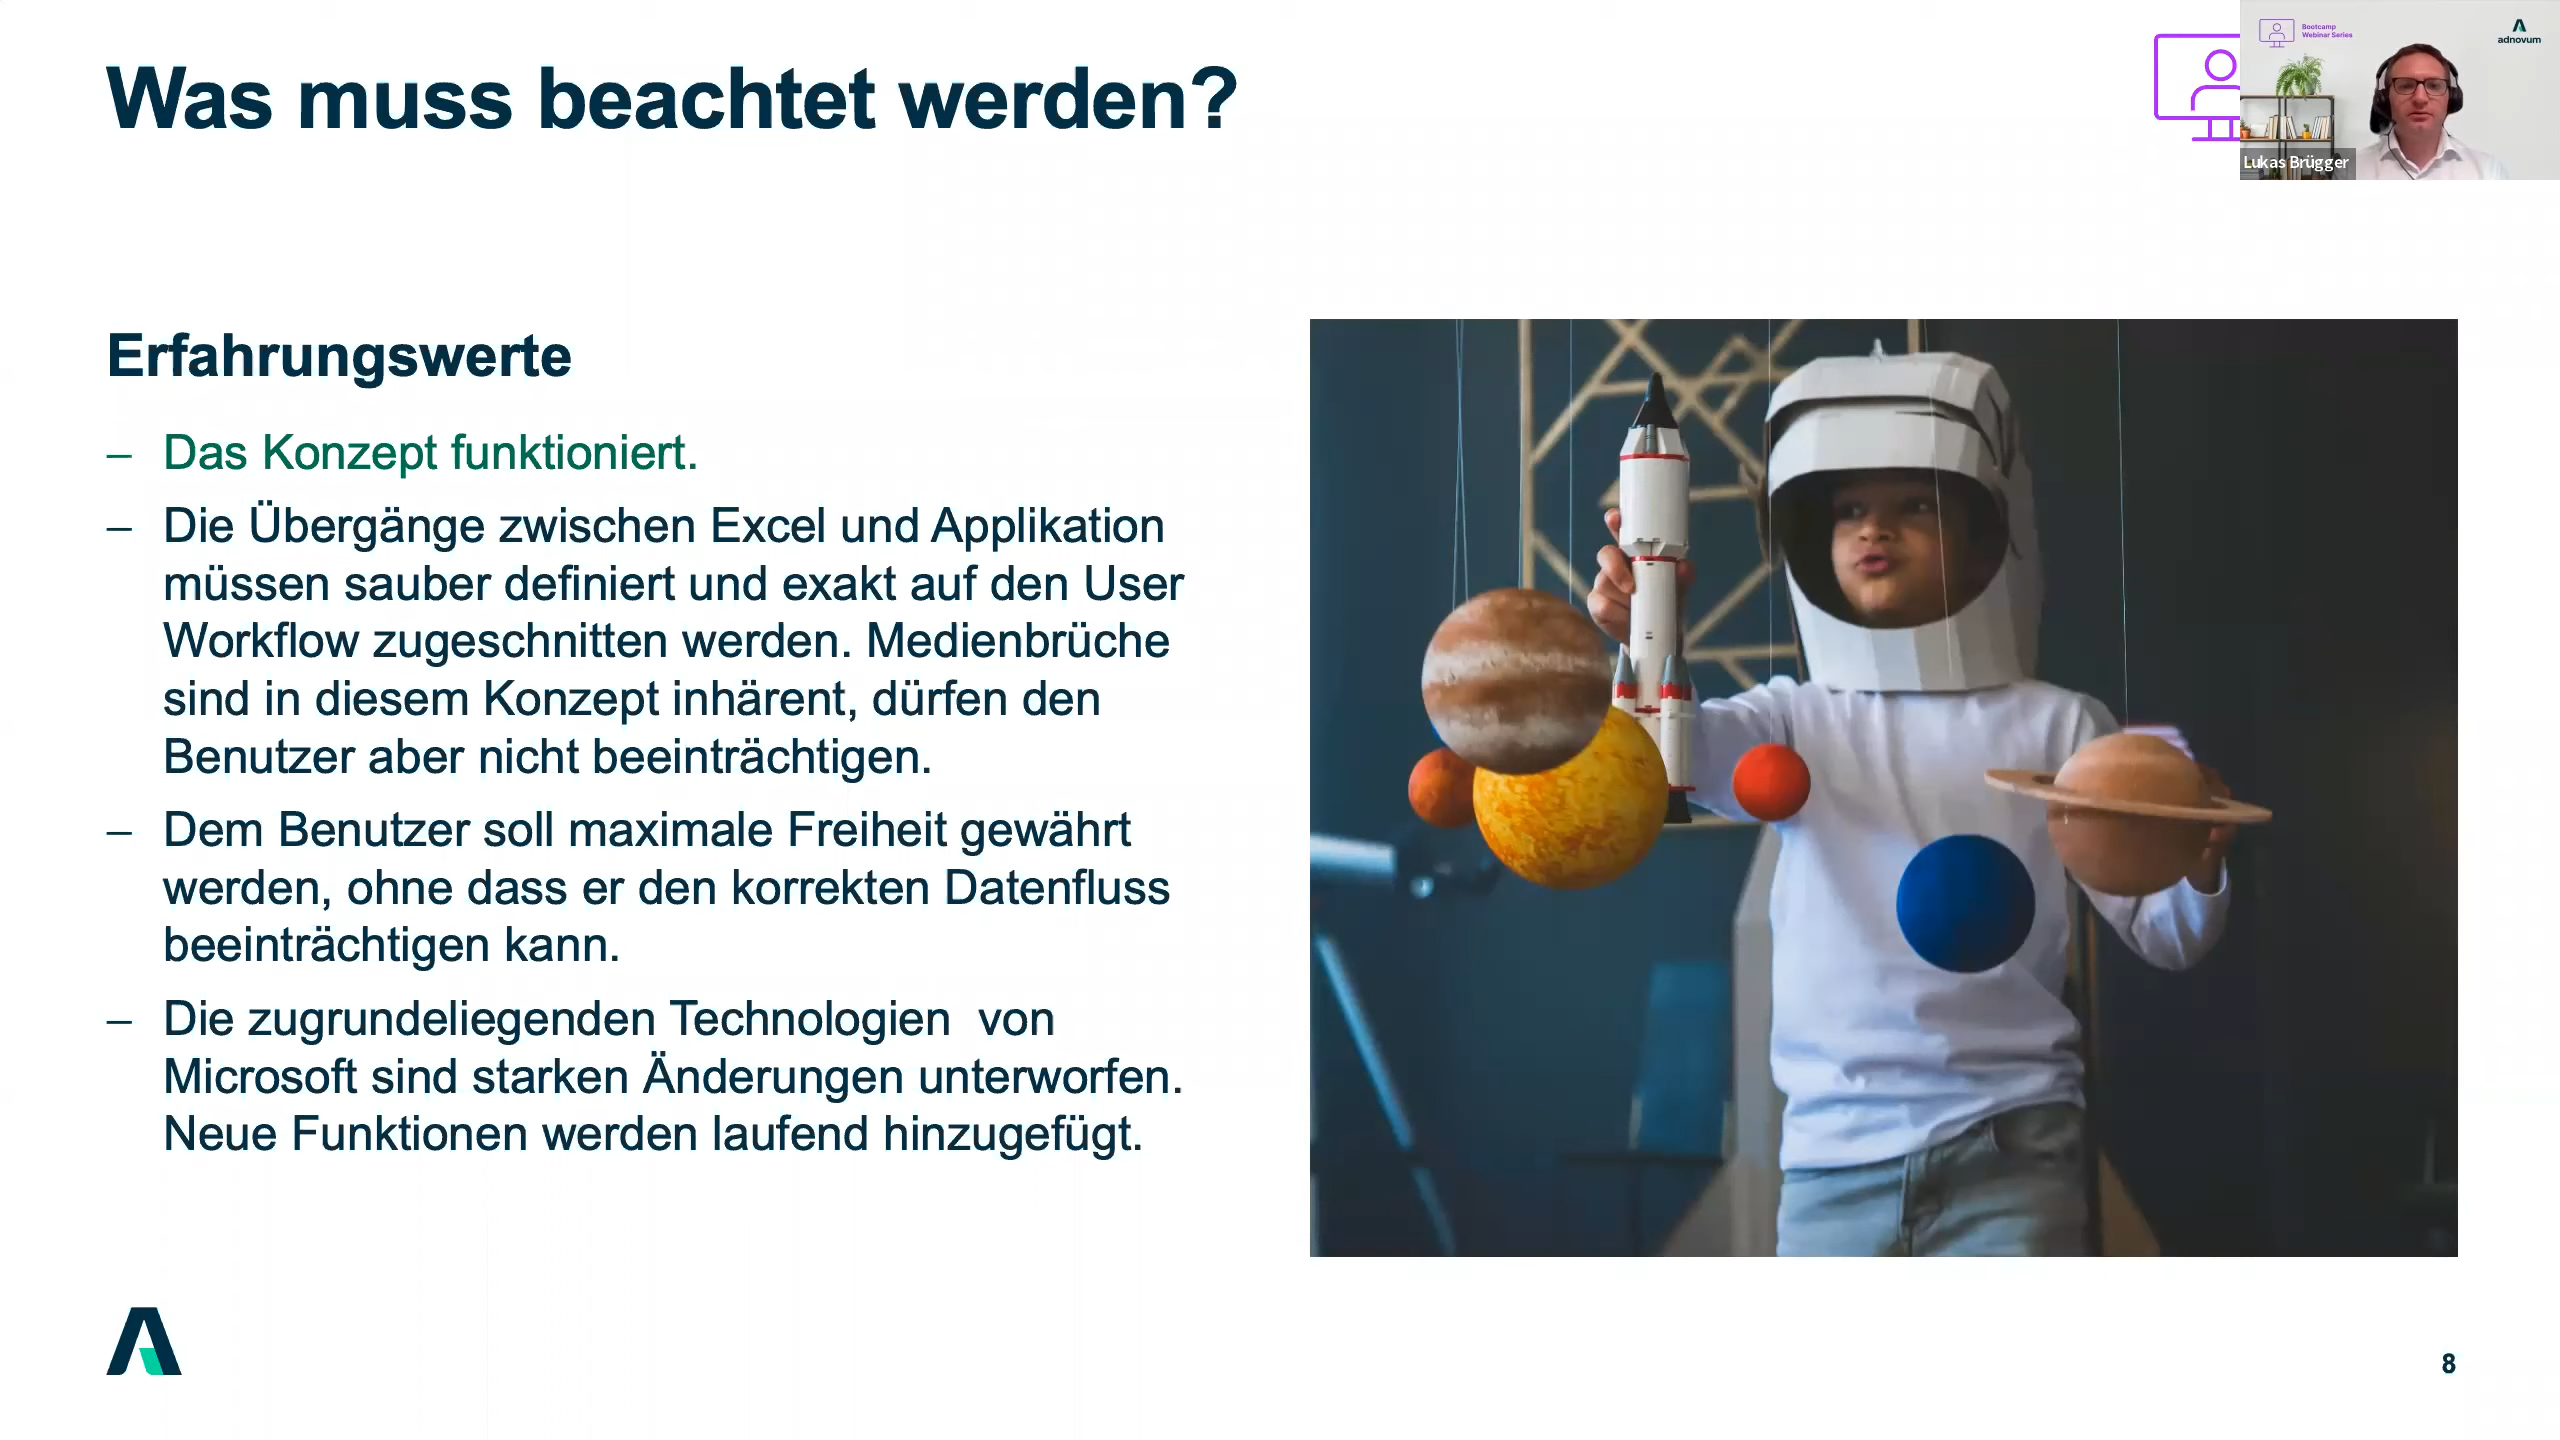 Was muss beachtet werden?
Bootcamp
Webinar Series
adnovum
Lukas Brügger
Erfahrungswerte
– Das Konzept funktioniert.
– Die Übergänge zwischen Excel und Applikation
müssen sauber definiert und exakt auf den User
Workflow zugeschnitten werden. Medienbrüche
sind in diesem Konzept inhärent, dürfen den
Benutzer aber nicht beeinträchtigen.
– Dem Benutzer soll maximale Freiheit gewährt
werden, ohne dass er den korrekten Datenfluss
beeinträchtigen kann.
– Die zugrundeliegenden Technologien  von
Microsoft sind starken Änderungen unterworfen.
Neue Funktionen werden laufend hinzugefügt.
8